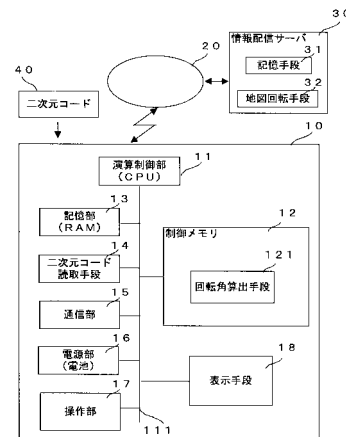 30
情報配信サーバ
31
記憶手段
32
地図回転手段
20
40
二次元コード
10
11
演算制御部
(CPU)
13
記憶部
(RAM)
12
制御メモリ
14
二次元コード
読取手段
121
回転角算出手段
15
通信部
16
電源部
(電池)
18
表示手段
17
操作部
111